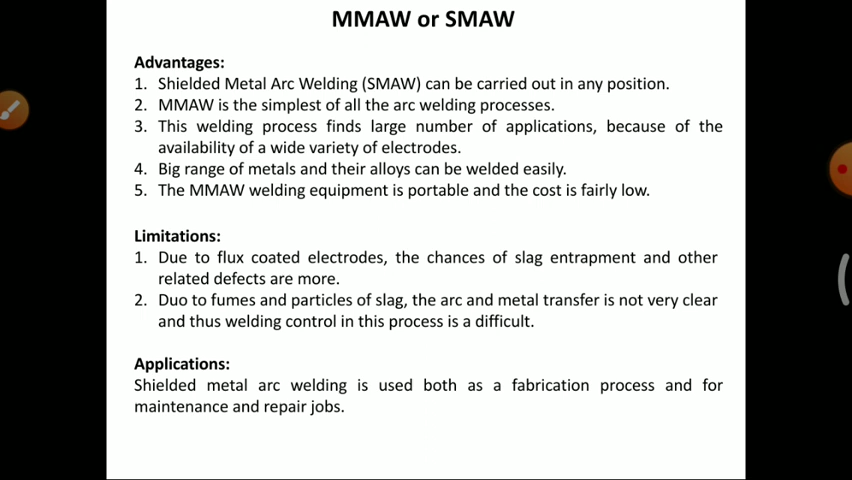 MMAW or SMAW
Advantages:
1. Shielded Metal Arc Welding (SMAW) can be carried out in any position.
2. MMAW is the simplest of all the arc welding processes.
3. This welding process finds large number of applications, because of the
availability of a wide variety of electrodes.
4. Big range of metals and their alloys can be welded easily.
5. The MMAW welding equipment is portable and the cost is fairly low.
Limitations:
1. Due to flux coated electrodes, the chances of slag entrapment and other
related defects are more.
2. Duo to fumes and particles of slag, the arc and metal transfer is not very clear
and thus welding control in this process is a difficult.
Applications:
Shielded metal arc welding is used both as a fabrication process and for
maintenance and repair jobs.